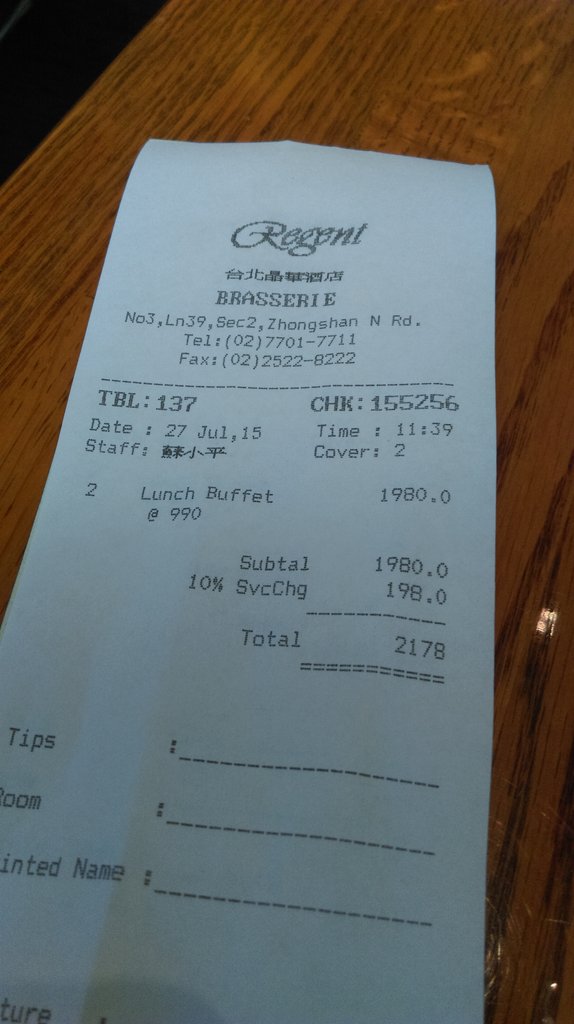 Regent
台北晶華酒店
BRASSERIE
No3,Ln39,Sec2,Zhongshan N Rd.
Tel:(02)7701-7711
Fax:(02)2522-8222
TBL:137 CHK:155256
Date : 27 Jul,15 Time : 11:39
Staff: 蘇小平 Cover: 2
2 Lunch Buffet 1980.0
@ 990
Subtal 1980.0
10% SvcChg 198.0
Total 2178
Tips :
Room :
inted Name :
ture :